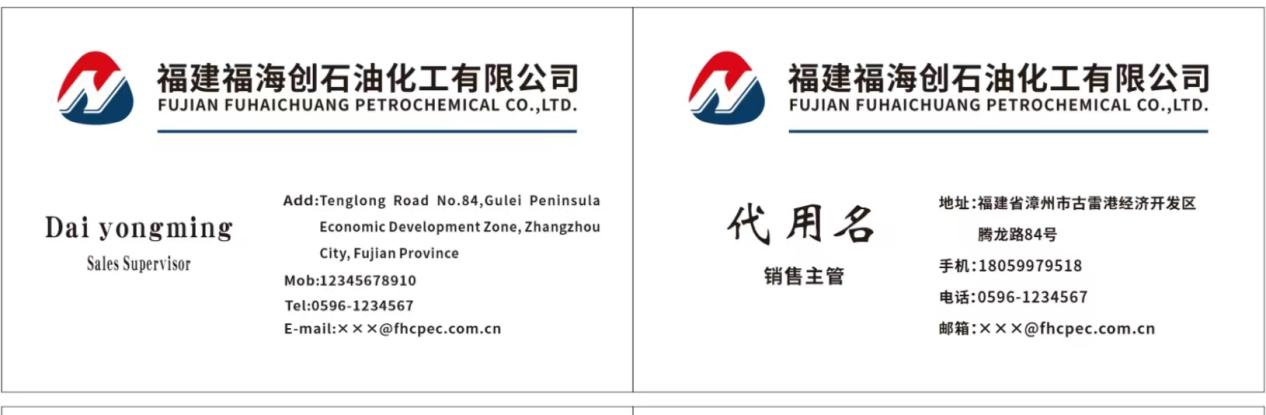 福建福海创石油化工有限公司
FUJIAN FUHAICHUANG PETROCHEMICAL CO.,LTD.
Dai yongming
Sales Supervisor
Add:Tenglong Road No.84,Gulei Peninsula
Economic Development Zone, Zhangzhou
City, Fujian Province
Mob:12345678910
Tel:0596-1234567
E-mail:×××@fhcpec.com.cn
福建福海创石油化工有限公司
FUJIAN FUHAICHUANG PETROCHEMICAL CO.,LTD.
代用名
销售主管
地址:福建省漳州市古雷港经济开发区
腾龙路84号
手机:18059979518
电话:0596-1234567
邮箱:×××@fhcpec.com.cn